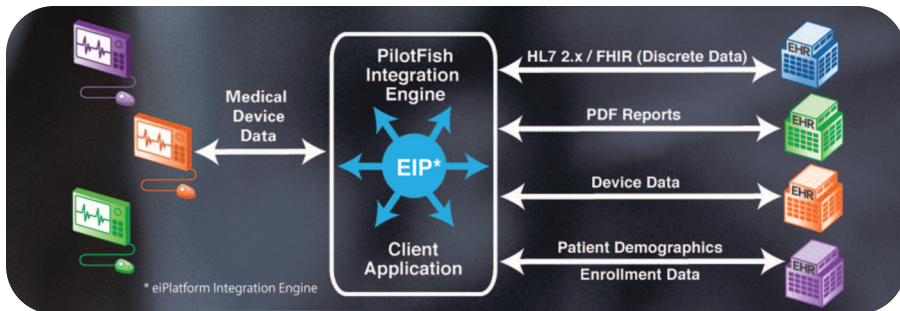 Medical
Device
Data
* eiPlatform Integration Engine
PilotFish
Integration
Engine
EIP*
Client
Application
HL7 2.x / FHIR (Discrete Data)
EHR
PDF Reports
EHR
Device Data
EHR
Patient Demographics
Enrollment Data
EHR